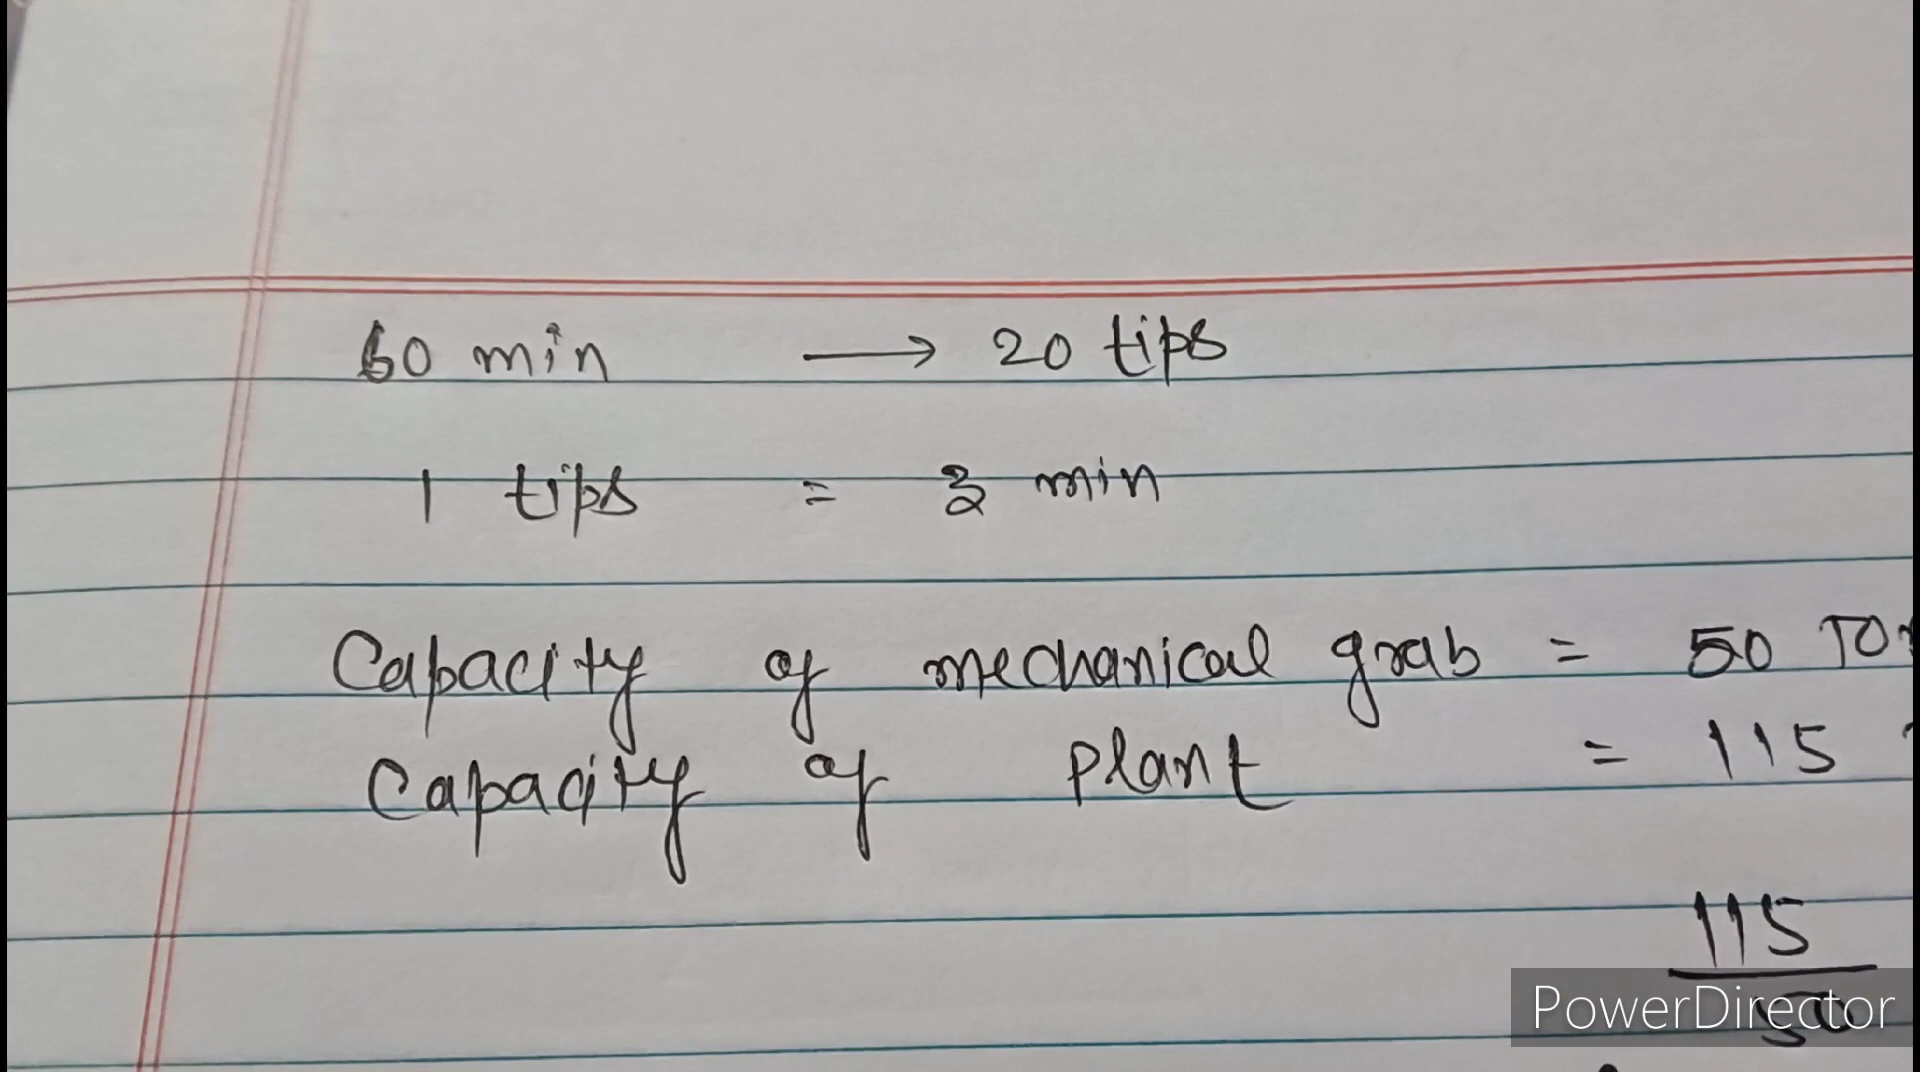 60 min → 20 tips
1 tips = 3 min
Capacity of mechanical grab = 50
Capacity of plant = 115
115
50
PowerDirector